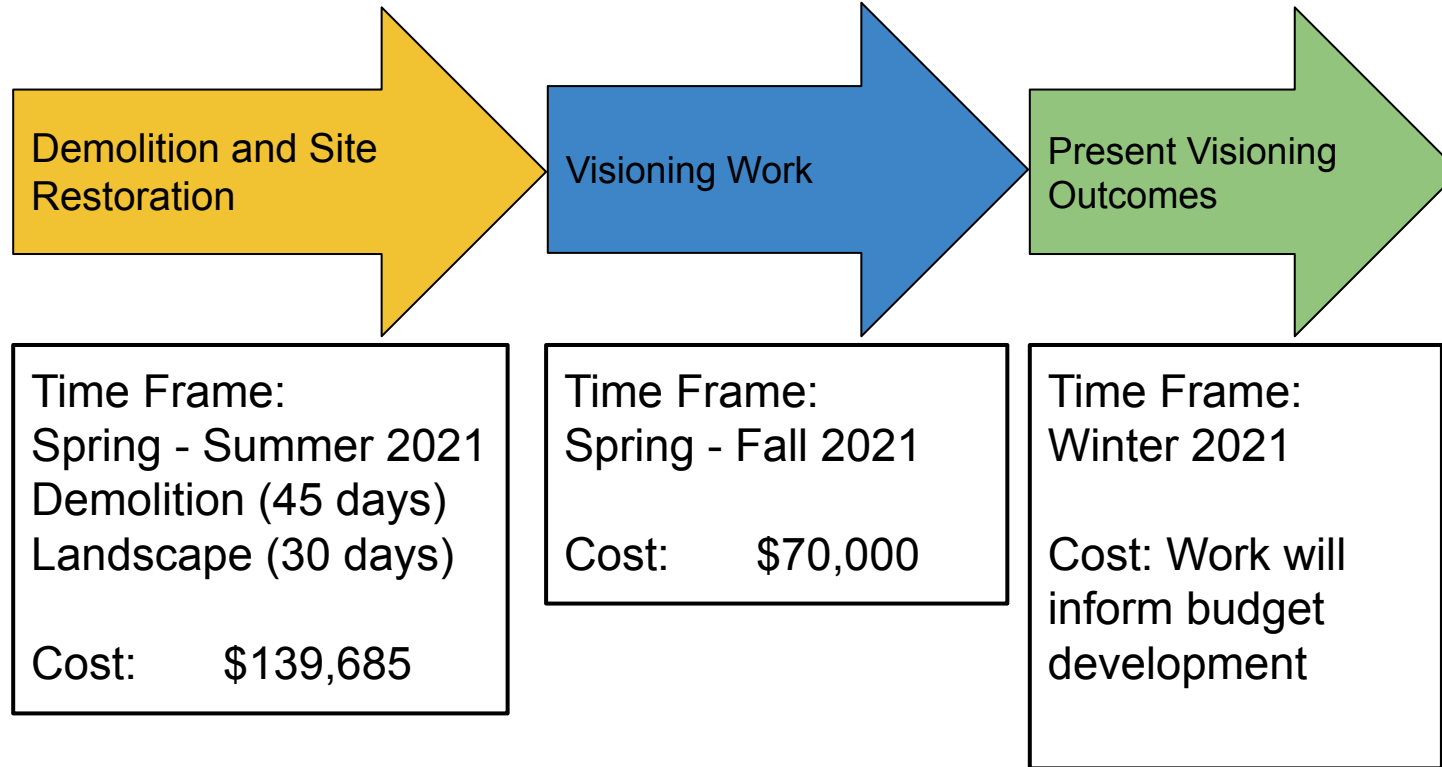 Demolition and Site
Restoration
Visioning Work
Present Visioning
Outcomes
Time Frame:
Spring - Summer 2021
Demolition (45 days)
Landscape (30 days)
Cost: $139,685
Time Frame:
Spring - Fall 2021
Cost: $70,000
Time Frame:
Winter 2021
Cost: Work will
inform budget
development